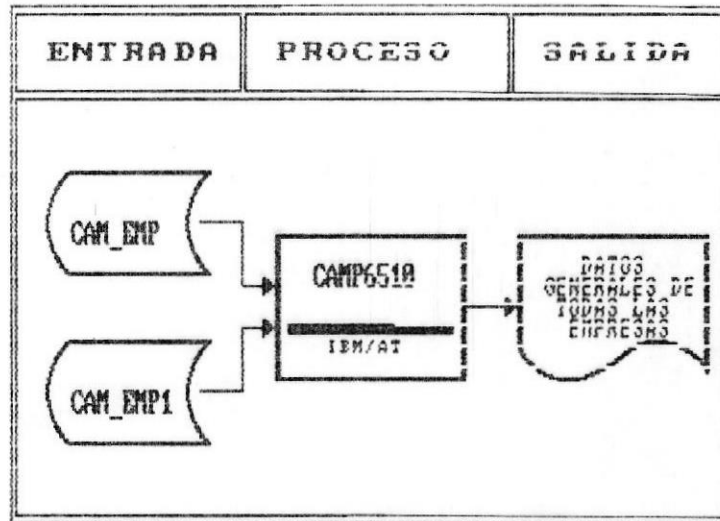 ENTRADA
PROCESO
SALIDA
CAM_EMP
CAMP6510
IBM/AT
CAM_EMP1
DATOS
GENERALES DE
TODAS LAS
EMPRESAS